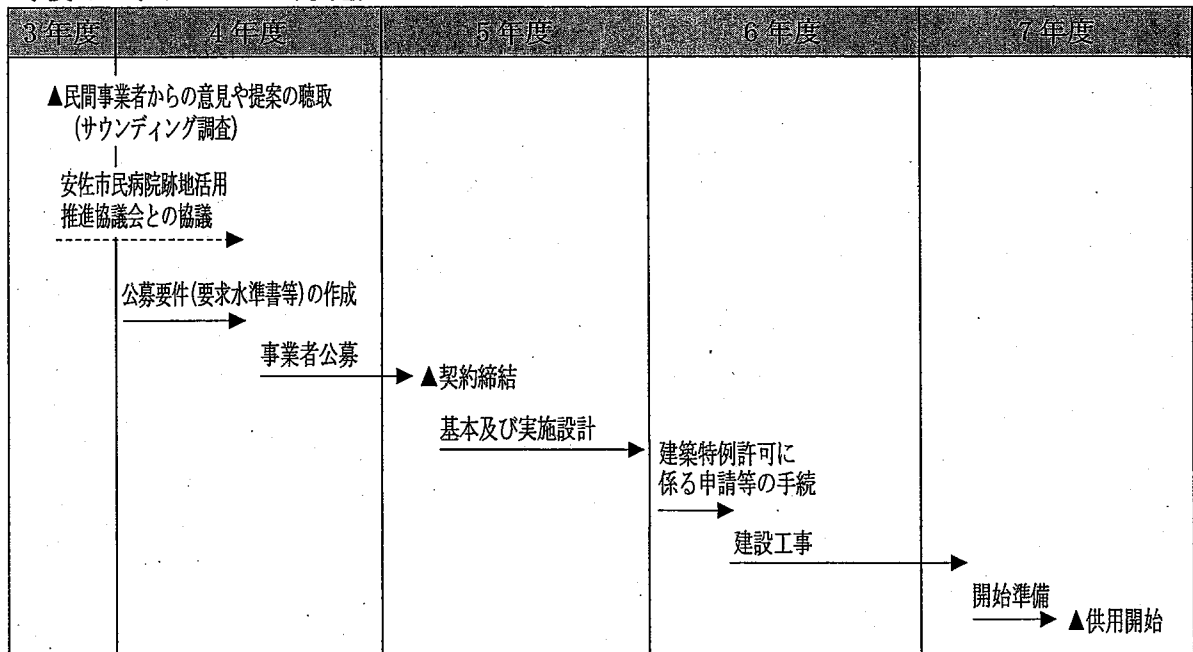 3年度 4年度 5年度 6年度 7年度
▲民間事業者からの意見や提案の聴取
(サウンディング調査)
安佐市民病院跡地活用
推進協議会との協議
公募要件(要求水準書等)の作成
事業者公募
▲契約締結
基本及び実施設計
建築特例許可に
係る申請等の手続
建設工事
開始準備
▲供用開始